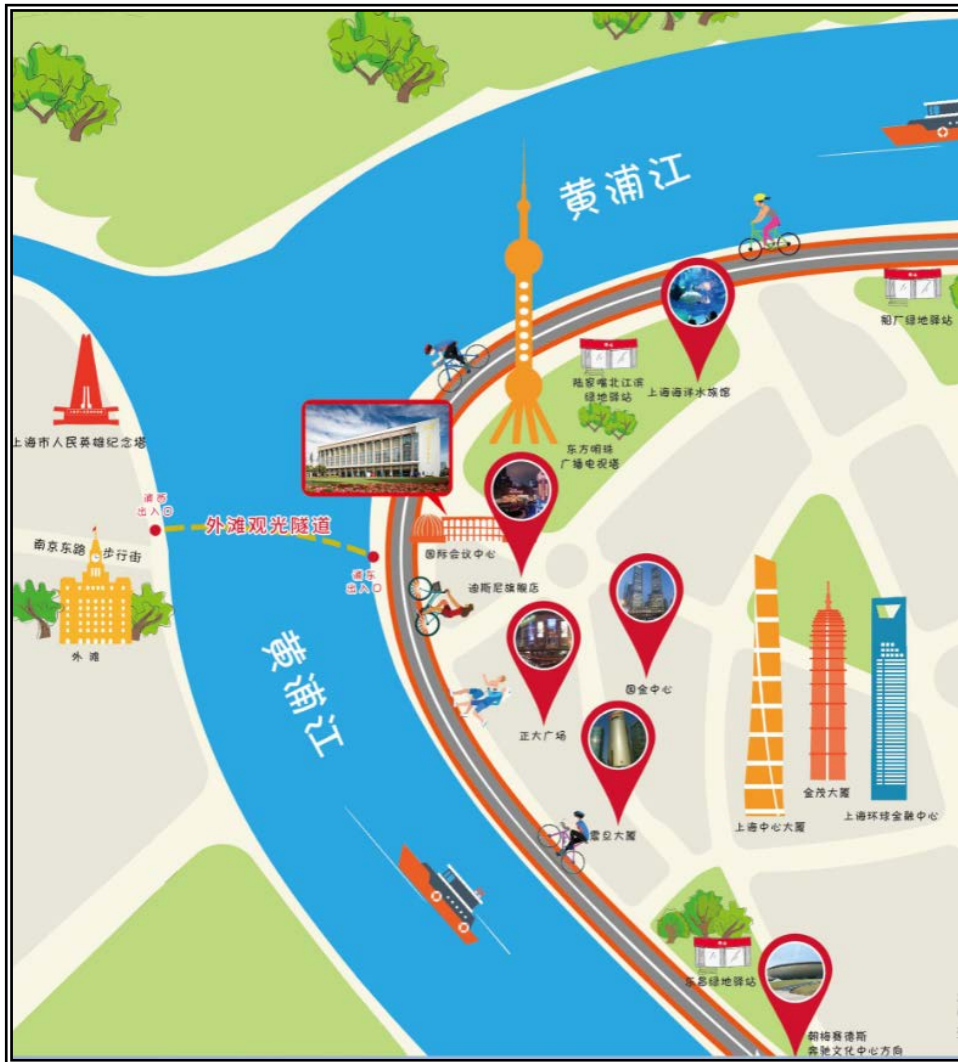 黄浦江
船厂绿地驿站
陆家嘴北江滨
绿地驿站
上海海洋水族馆
上海市人民英雄纪念塔
东方明珠
广播电视塔
浦西
出入口
外滩观光隧道
南京东路
步行街
国际会议中心
浦东
出入口
迪斯尼旗舰店
外滩
黄浦江
国金中心
正大广场
金茂大厦
上海环球金融中心
上海中心大厦
震旦大厦
东昌绿地驿站
朝梅赛德斯
奔驰文化中心方向